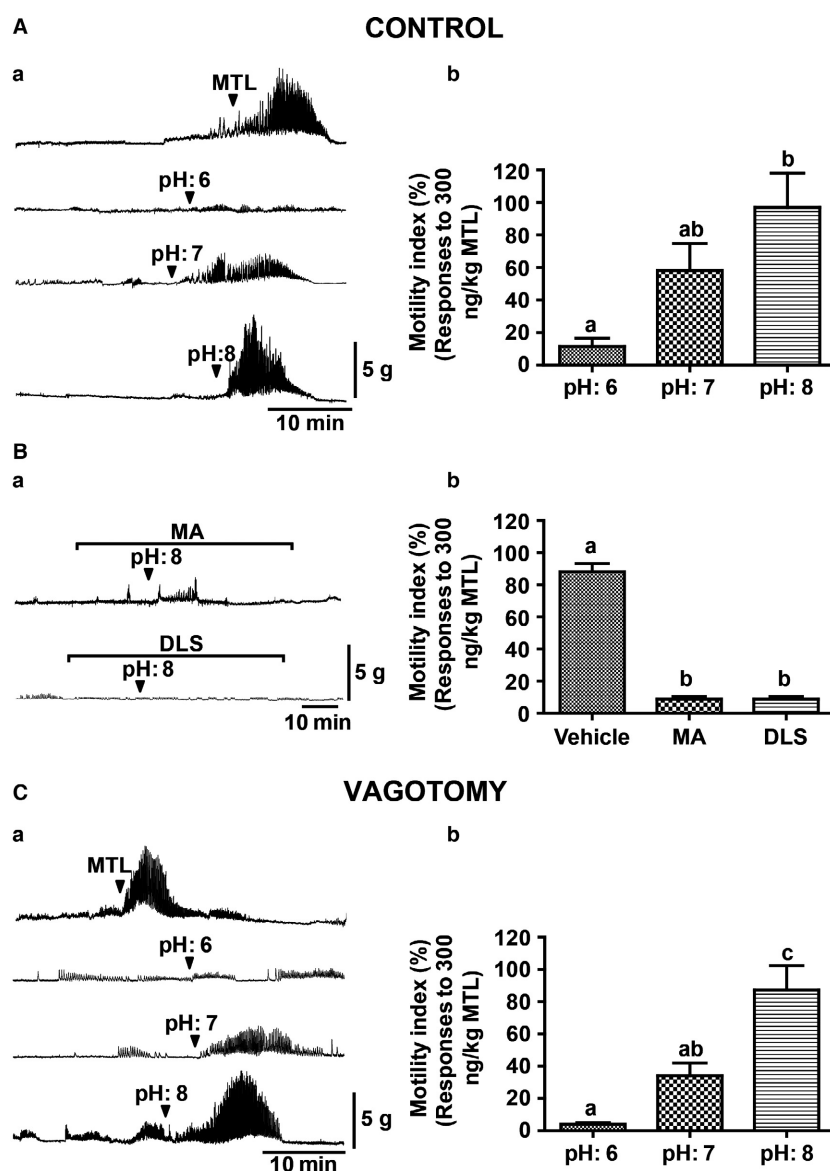 A
CONTROL
a
b
MTL
pH: 6
pH: 7
pH:8
5 g
10 min
Motility index (%)
(Responses to 300
ng/kg MTL)
120
100
80
60
40
20
0
a
ab
b
pH: 6 pH: 7 pH: 8
B
a
b
MA
pH: 8
DLS
pH: 8
5 g
10 min
Motility index (%)
(Responses to 300
ng/kg MTL)
120
100
80
60
40
20
0
a
b
b
Vehicle MA DLS
C
VAGOTOMY
a
b
MTL
pH: 6
pH: 7
pH: 8
5 g
10 min
Motility index (%)
(Responses to 300
ng/kg MTL)
120
100
80
60
40
20
0
a
ab
c
pH: 6 pH: 7 pH: 8